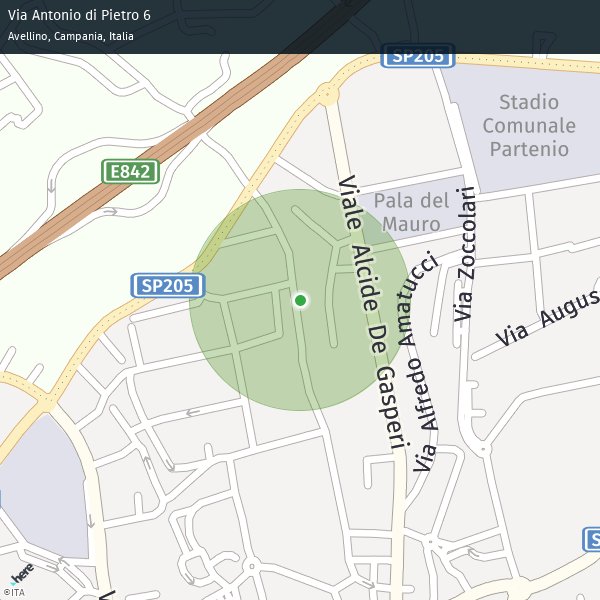 Via Antonio di Pietro 6
Avellino, Campania, Italia
SP205
Stadio
Comunale
Partenio
E842
Pala del
Mauro
Viale Alcide De Gasperi
Via Zoccolari
SP205
Via Alfredo Amatucci
Via Augus
S
V
here
©ITA